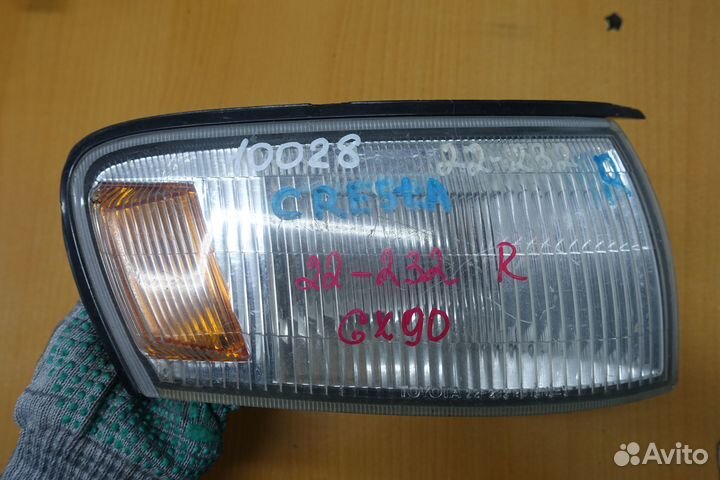 10028
22-232
R
CRESTA
22-232 R
GX90
TOYOTA
Avito